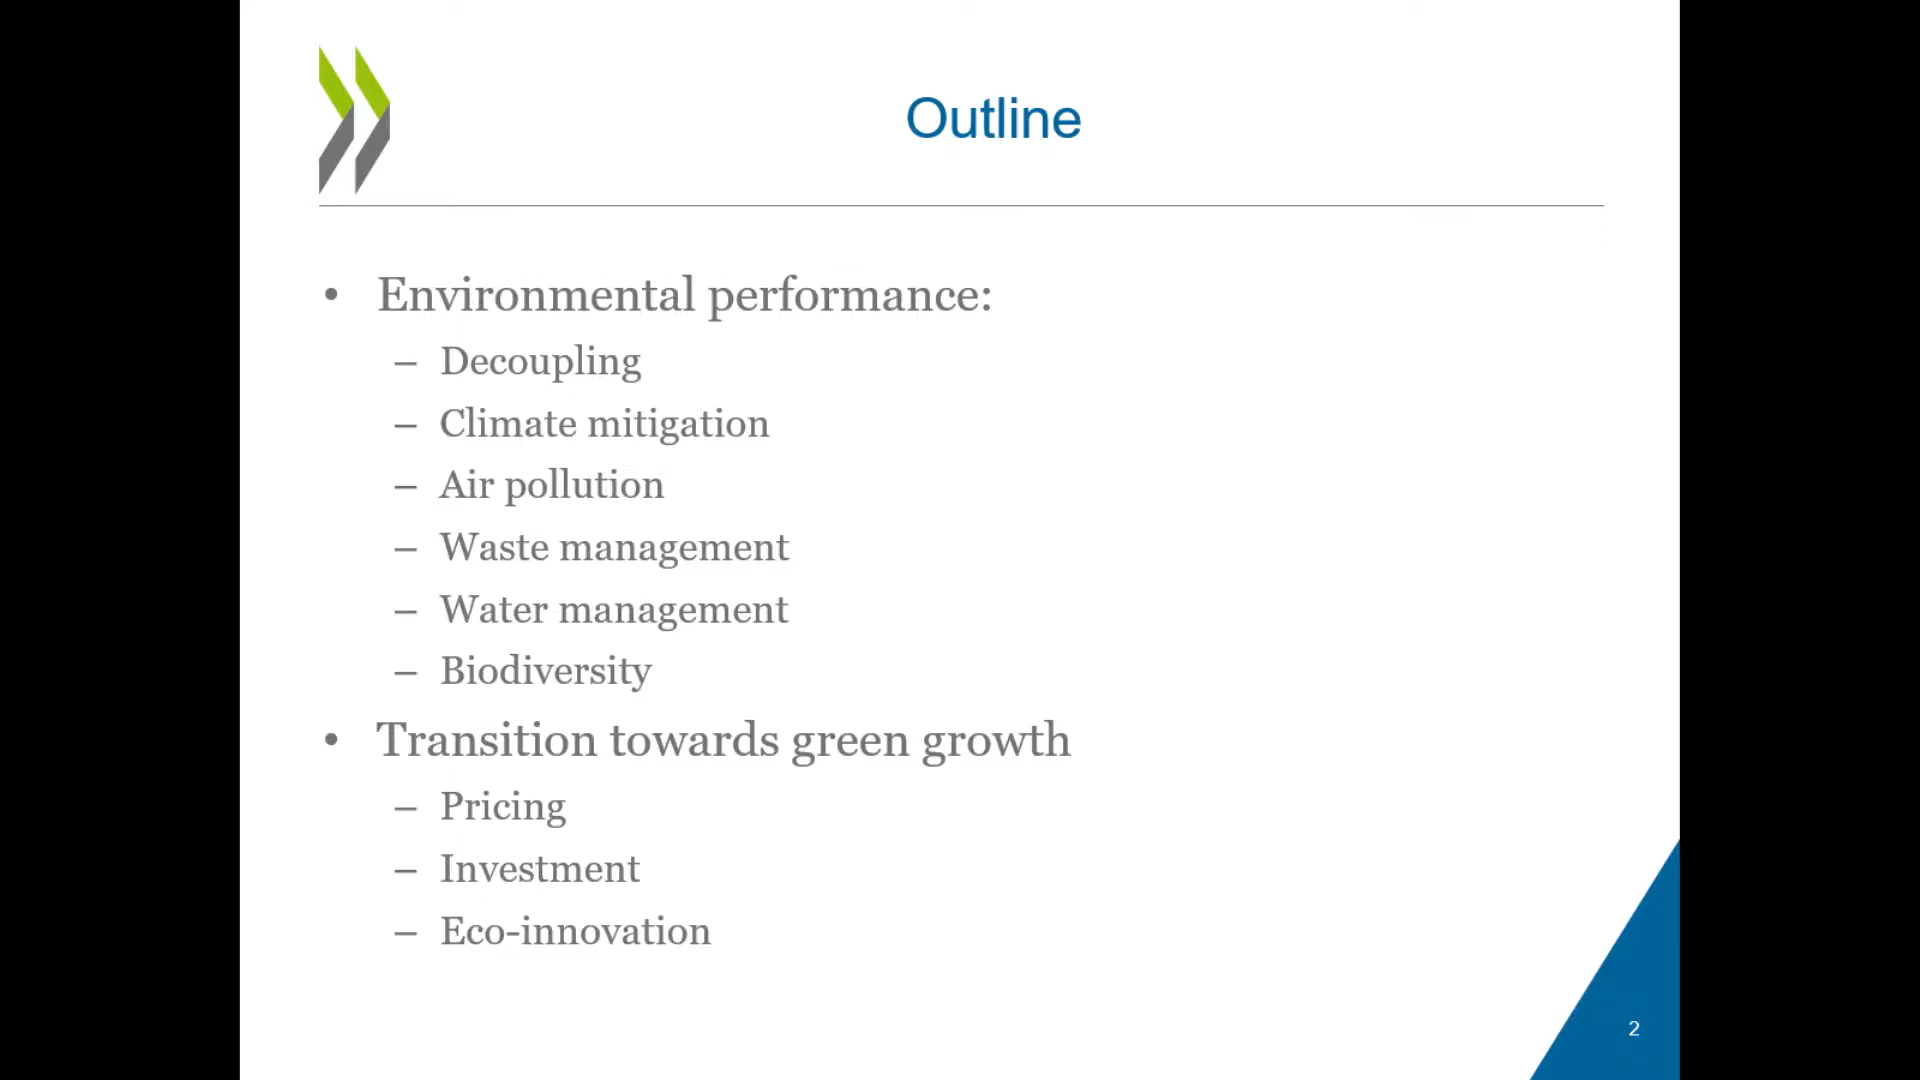 Outline
• Environmental performance:
– Decoupling
– Climate mitigation
– Air pollution
– Waste management
– Water management
– Biodiversity
• Transition towards green growth
– Pricing
– Investment
– Eco-innovation
2